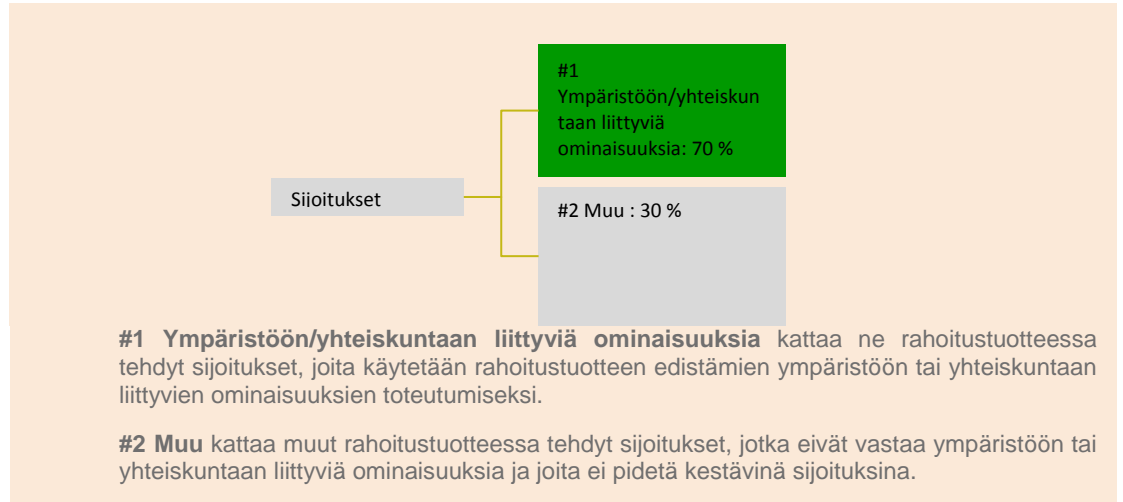 #1
Ympäristöön/yhteiskun
taan liittyviä
ominaisuuksia: 70 %
Sijoitukset
#2 Muu : 30 %
#1 Ympäristöön/yhteiskuntaan liittyviä ominaisuuksia kattaa ne rahoitustuotteessa
tehdyt sijoitukset, joita käytetään rahoitustuotteen edistämien ympäristöön tai yhteiskuntaan
liittyvien ominaisuuksien toteutumiseksi.
#2 Muu kattaa muut rahoitustuotteessa tehdyt sijoitukset, jotka eivät vastaa ympäristöön tai
yhteiskuntaan liittyviä ominaisuuksia ja joita ei pidetä kestävinä sijoituksina.